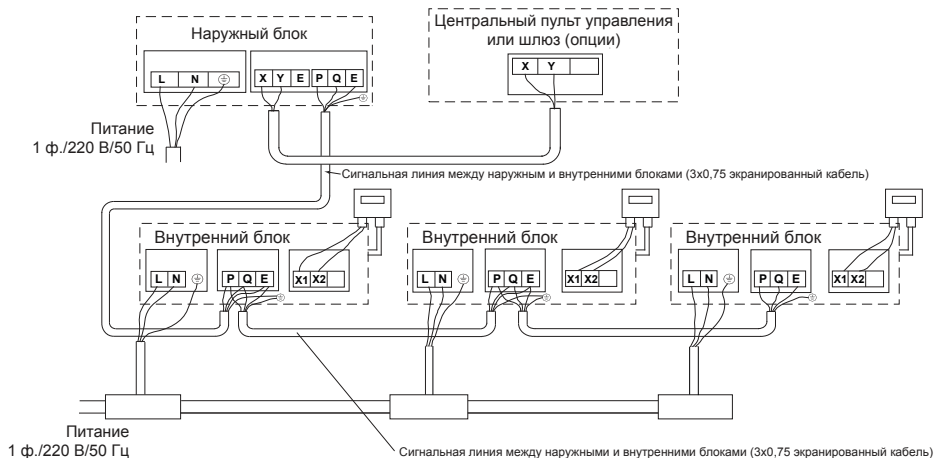 Наружный блок
Центральный пульт управления
или шлюз (опции)
X Y
L N
X Y E P Q E
Питание
1 ф./220 В/50 Гц
Сигнальная линия между наружным и внутренними блоками (3x0,75 экранированный кабель)
Внутренний блок
L N
P Q E
X1 X2
Внутренний блок
L N
P Q E
X1 X2
Внутренний блок
L N
P Q E
X1 X2
Питание
1 ф./220 В/50 Гц
Сигнальная линия между наружными и внутренними блоками (3x0,75 экранированный кабель)